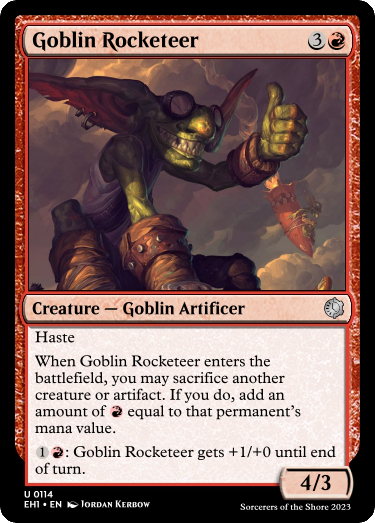 Goblin Rocketeer 3
Creature — Goblin Artificer
Haste
When Goblin Rocketeer enters the
battlefield, you may sacrifice another
creature or artifact. If you do, add an
amount of equal to that permanent's
mana value.
1 : Goblin Rocketeer gets +1/+0 until end
of turn.
4/3
U 0114
EH1 • EN Jordan Kerbow
Sorcerers of the Shore 2023